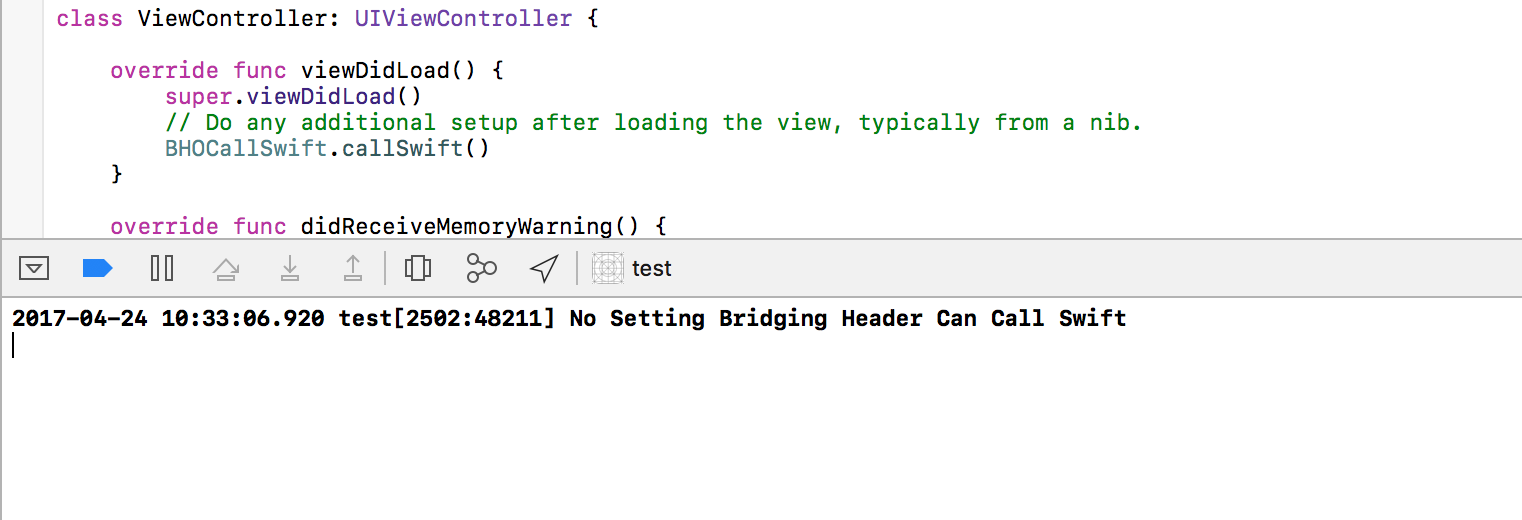 class ViewController: UIViewController {
override func viewDidLoad() {
super.viewDidLoad()
// Do any additional setup after loading the view, typically from a nib.
BHOCallSwift.callSwift()
}
override func didReceiveMemoryWarning() {
test
2017-04-24 10:33:06.920 test[2502:48211] No Setting Bridging Header Can Call Swift